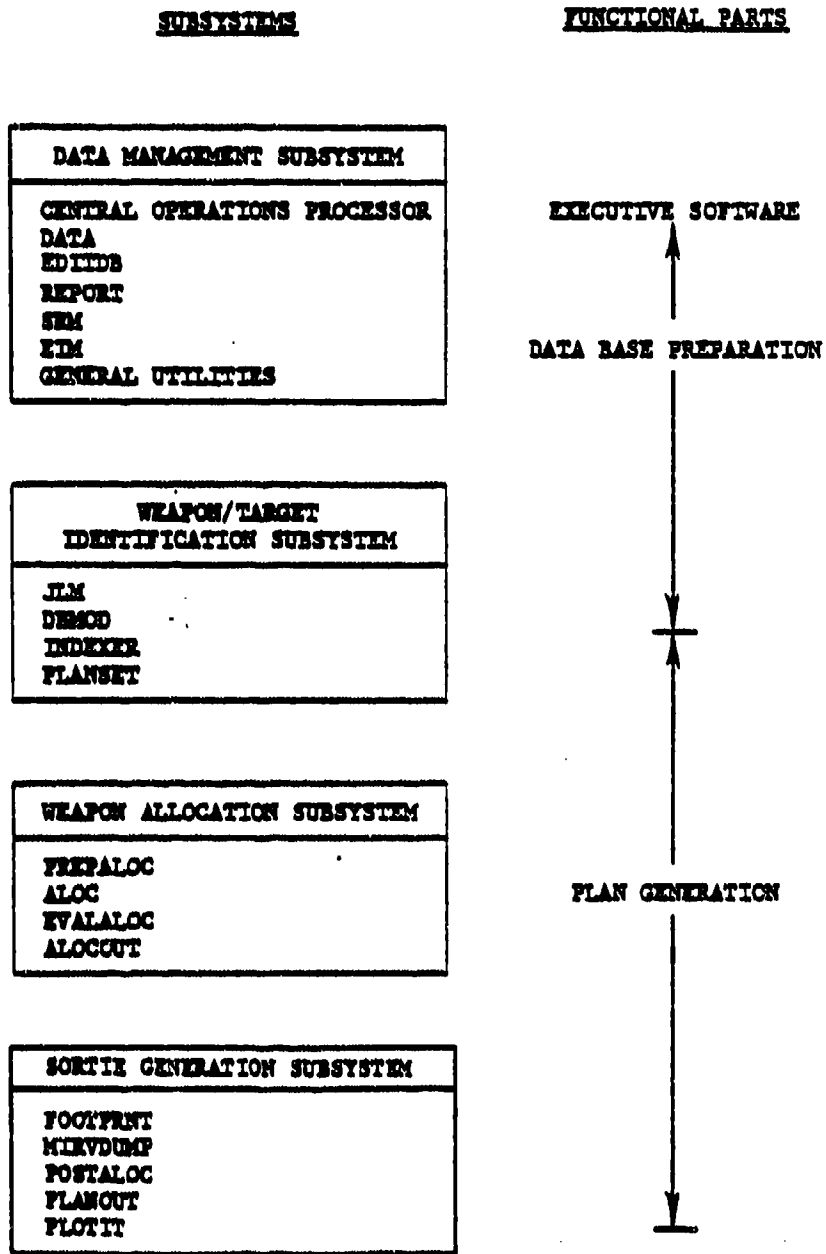 SUBSYSTEMS
FUNCTIONAL PARTS
DATA MANAGEMENT SUBSYSTEM
CENTRAL OPERATIONS PROCESSOR
DATA
EDITDB
REPORT
SEM
EIM
GENERAL UTILITIES
EXECUTIVE SOFTWARE
DATA BASE PREPARATION
WEAPON/TARGET
IDENTIFICATION SUBSYSTEM
JLM
DEMOD
INDEXER
PLANSET
WEAPON ALLOCATION SUBSYSTEM
PREPALOC
ALOC
EVALALOC
ALOCOUT
PLAN GENERATION
SORTIE GENERATION SUBSYSTEM
FOOTPRNT
MIRVDUMP
POSTALOC
PLANOUT
PLOTIT